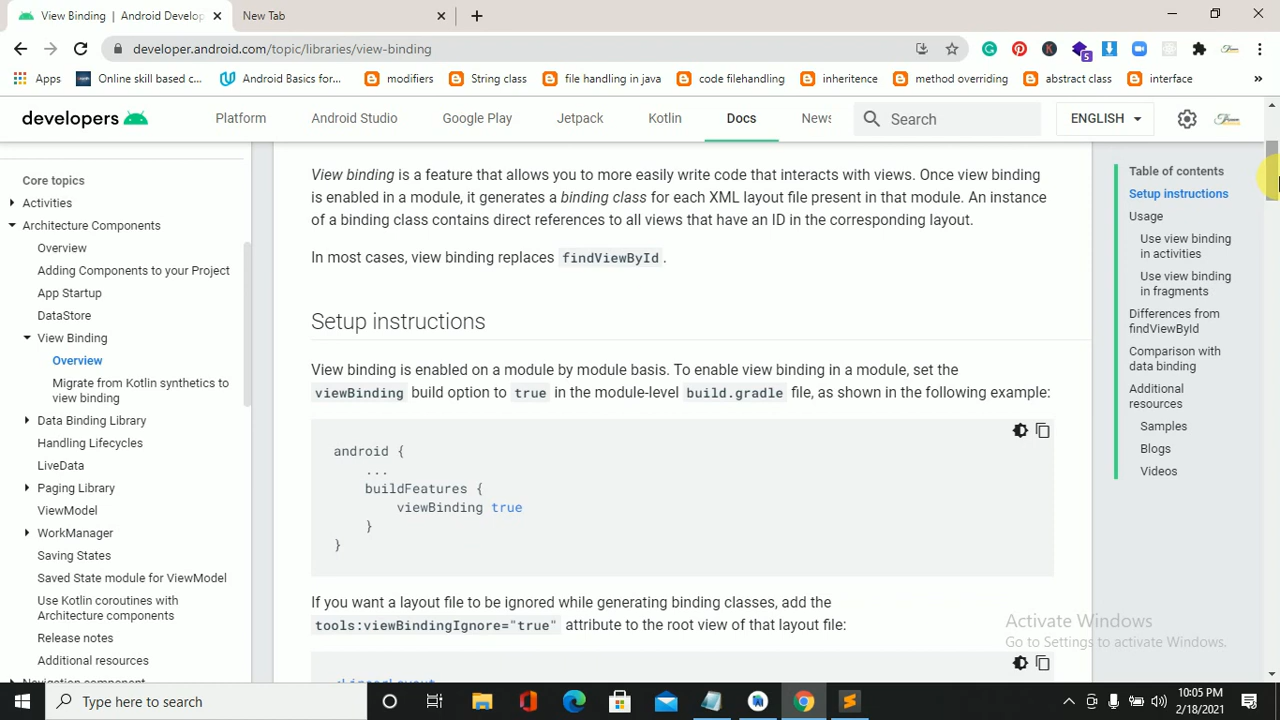 View Binding | Android Develop
New Tab
developer.android.com/topic/libraries/view-binding
5
Apps
Online skill based c...
Android Basics for...
modifiers
String class
file handling in java
code filehandling
inheritence
method overriding
abstract class
interface
»
developers
Platform
Android Studio
Google Play
Jetpack
Kotlin
Docs
News
Search
ENGLISH
Core topics
Activities
Architecture Components
Overview
Adding Components to your Project
App Startup
DataStore
View Binding
Overview
Migrate from Kotlin synthetics to
view binding
Data Binding Library
Handling Lifecycles
LiveData
Paging Library
ViewModel
WorkManager
Saving States
Saved State module for ViewModel
Use Kotlin coroutines with
Architecture components
Release notes
Additional resources
Navigation component
View binding is a feature that allows you to more easily write code that interacts with views. Once view binding
is enabled in a module, it generates a binding class for each XML layout file present in that module. An instance
of a binding class contains direct references to all views that have an ID in the corresponding layout.
In most cases, view binding replaces findViewById.
Setup instructions
View binding is enabled on a module by module basis. To enable view binding in a module, set the
viewBinding build option to true in the module-level build.gradle file, as shown in the following example:
android {
...
buildFeatures {
viewBinding true
}
}
If you want a layout file to be ignored while generating binding classes, add the
tools:viewBindingIgnore="true" attribute to the root view of that layout file:
<LinearLayout
Table of contents
Setup instructions
Usage
Use view binding
in activities
Use view binding
in fragments
Differences from
findViewById
Comparison with
data binding
Additional
resources
Samples
Blogs
Videos
Activate Windows
Go to Settings to activate Windows.
Type here to search
10:05 PM
2/18/2021